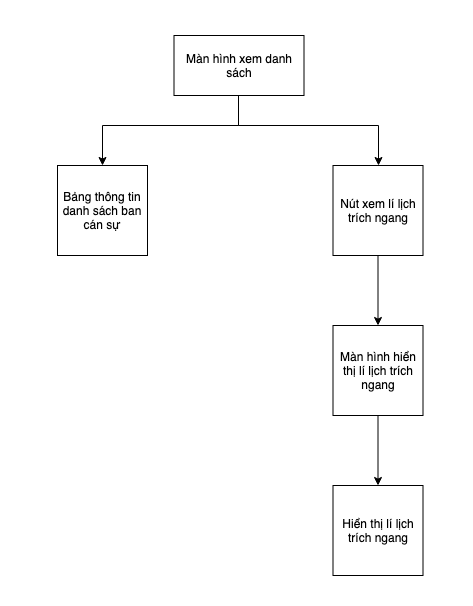 Màn hình xem danh
sách
Bảng thông tin
danh sách ban
cán sự
Nút xem lí lịch
trích ngang
Màn hình hiển
thị lí lịch trích
ngang
Hiển thị lí lịch
trích ngang